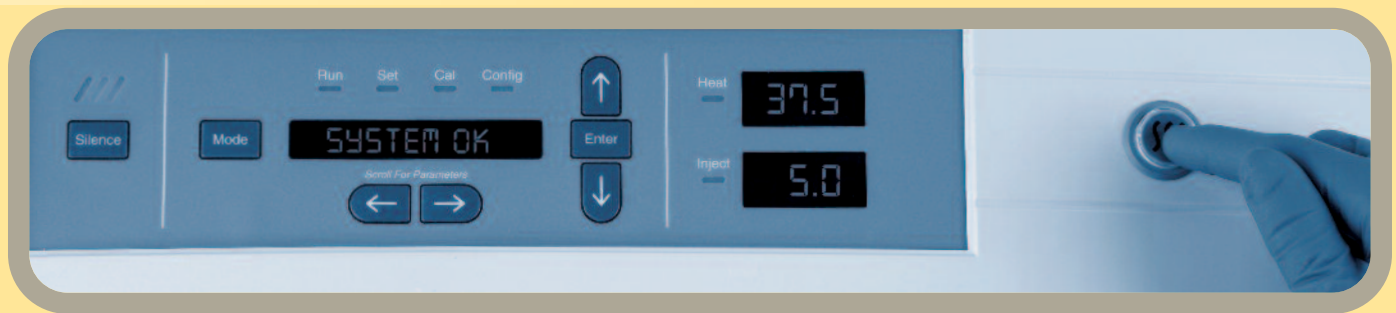 Run Set Cal Config
Heat
37.5
Silence
Mode
SYSTEM OK
Enter
Scroll For Parameters
Inject
5.0